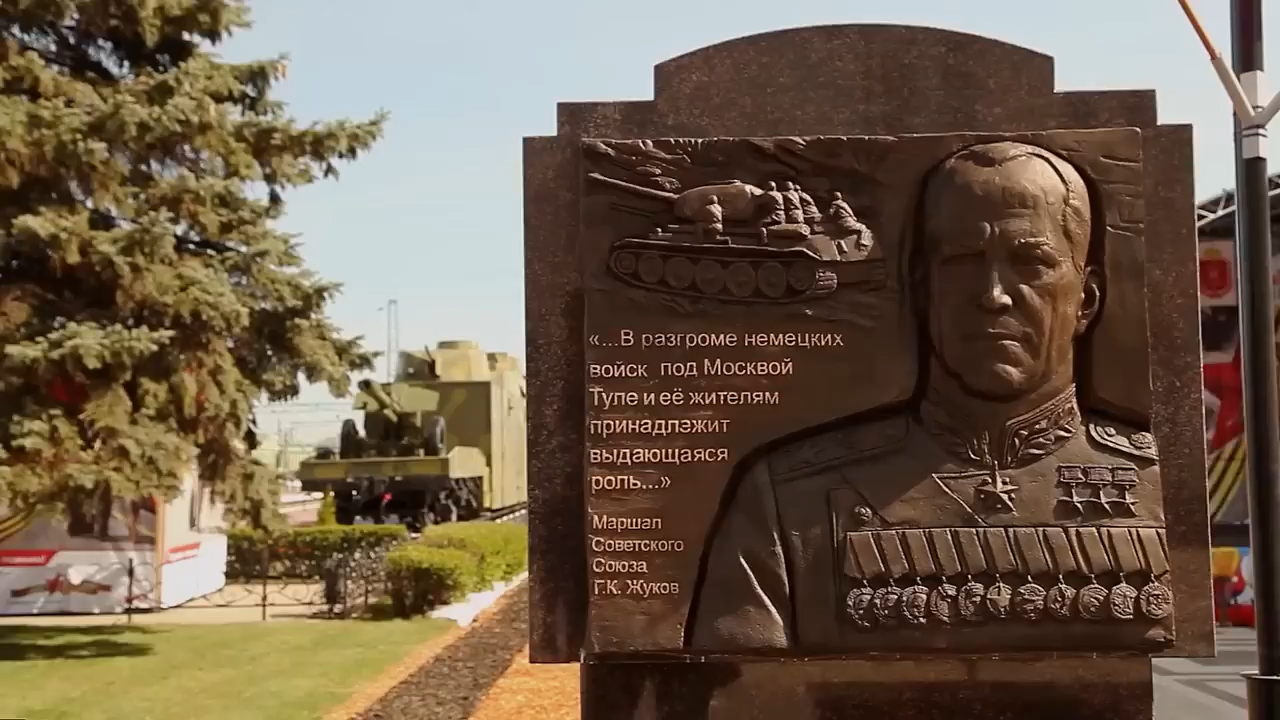 «...В разгроме немецких
войск под Москвой
Туле и её жителям
принадлежит
выдающаяся
роль...»
Маршал
Советского
Союза
Г.К. Жуков